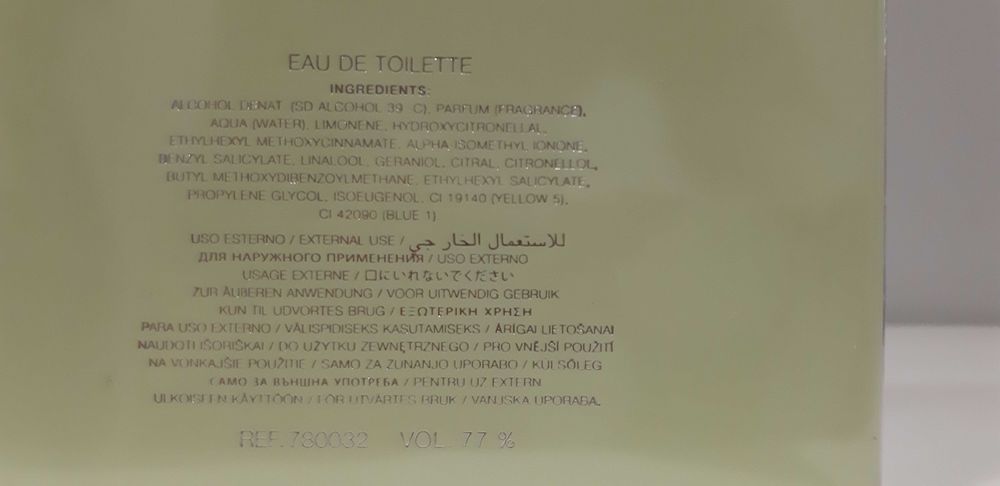 EAU DE TOILETTE
INGREDIENTS:
ALCOHOL DENAT. (SD ALCOHOL 39-C), PARFUM (FRAGRANCE),
AQUA (WATER), LIMONENE, HYDROXYCITRONELLAL,
ETHYLHEXYL METHOXYCINNAMATE, ALPHA ISOMETHYL IONONE,
BENZYL SALICYLATE, LINALOOL, GERANIOL, CITRAL, CITRONELLOL,
BUTYL METHOXYDIBENZOYLMETHANE, ETHYLHEXYL SALICYLATE,
PROPYLENE GLYCOL, ISOEUGENOL, CI 19140 (YELLOW 5),
CI 42090 (BLUE 1)
USO ESTERNO / EXTERNAL USE / للاستعمال الخارجي
ДЛЯ НАРУЖНОГО ПРИМЕНЕНИЯ / USO EXTERNO
USAGE EXTERNE / 口にいれないでください
ZUR ÄUßEREN ANWENDUNG / VOOR UITWENDIG GEBRUIK
KUN TIL UDVORTES BRUG / ΕΞΩΤΕΡΙΚΗ ΧΡΗΣΗ
PARA USO EXTERNO / VÄLISPIDISEKS KASUTAMISEKS / ĀRĪGAI LIETOŠANAI
NAUDOTI IŠORIŠKAI / DO UŻYTKU ZEWNĘTRZNEGO / PRO VNĚJŠÍ POUŽITÍ
NA VONKAJŠIE POUŽITIE / SAMO ZA ZUNANJO UPORABO / KÜLSŐLEG
САМО ЗА ВЪНШНА УПОТРЕБА / PENTRU UZ EXTERN
ULKOISEEN KÄYTTÖÖN / FÖR UTVÄRTES BRUK / VANJSKA UPORABA.
REF.780032 VOL. 77 %